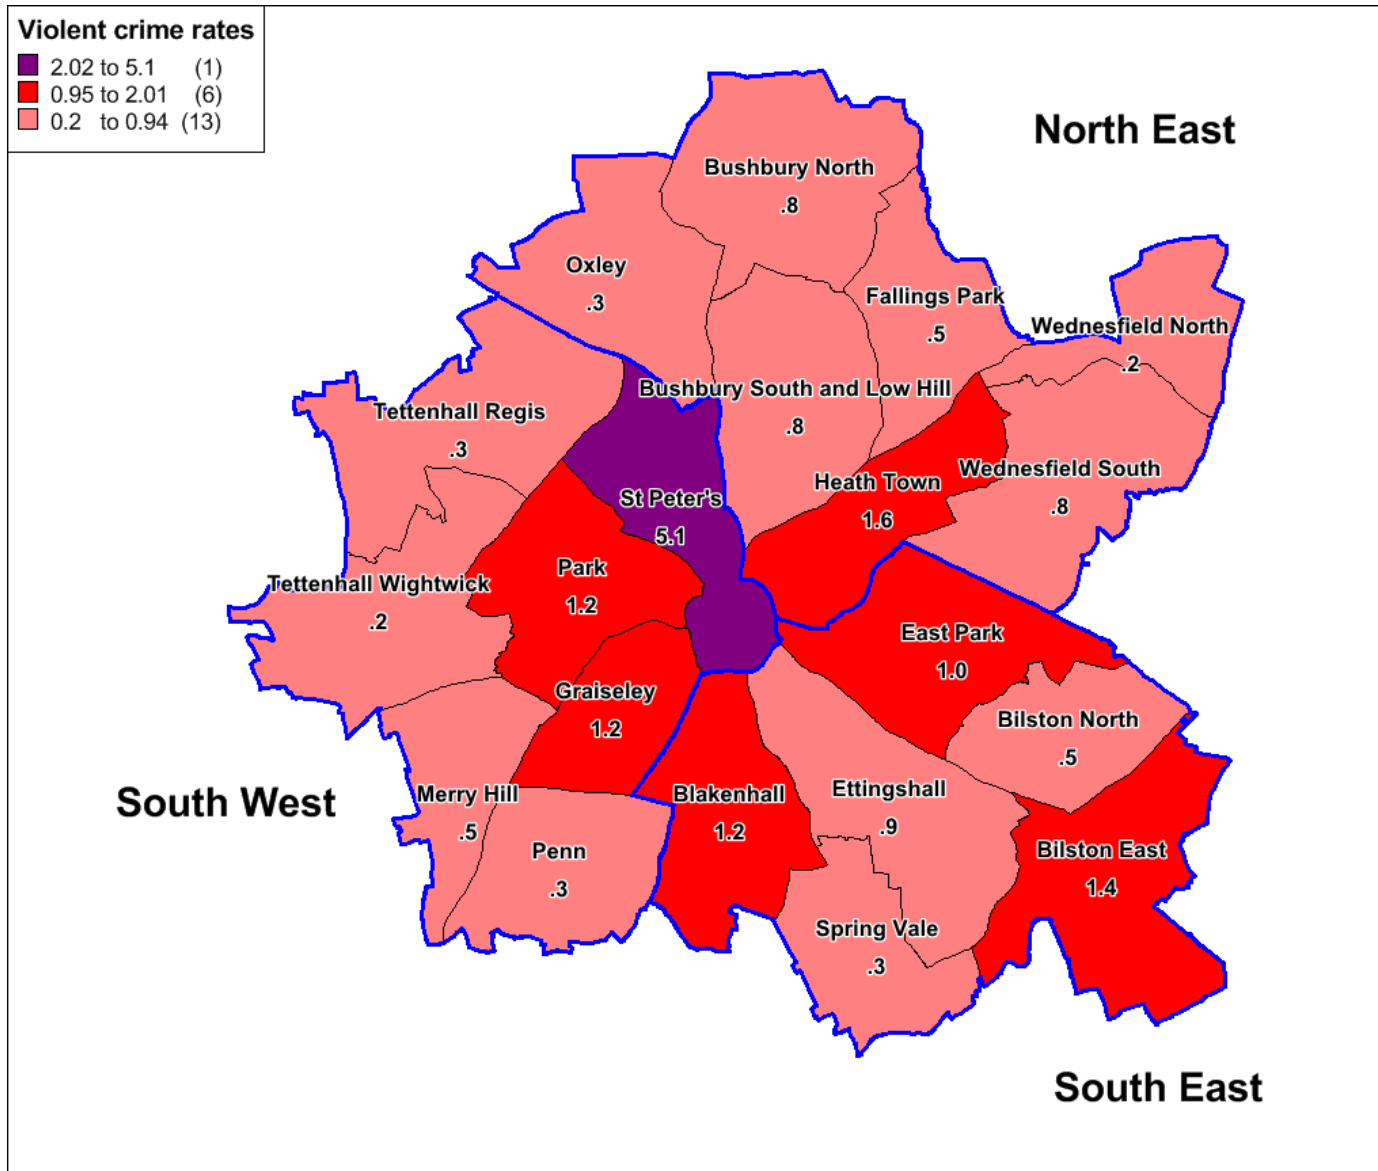 Violent crime rates
2.02 to 5.1 (1)
0.95 to 2.01 (6)
0.2 to 0.94 (13)
North East
Bushbury North
.8
Oxley
.3
Fallings Park
.5
Wednesfield North
.2
Bushbury South and Low Hill
.8
Tettenhall Regis
.3
Wednesfield South
.8
Heath Town
1.6
St Peter's
5.1
Park
1.2
Tettenhall Wightwick
.2
East Park
1.0
Graiseley
1.2
Bilston North
.5
South West
Merry Hill
.5
Blakenhall
1.2
Ettingshall
.9
Penn
.3
Bilston East
1.4
Spring Vale
.3
South East